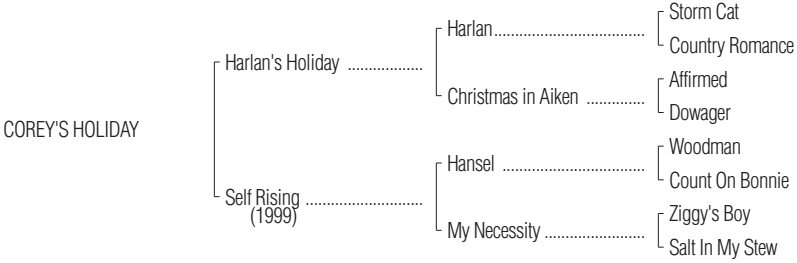 Storm Cat
Harlan......................................
Country Romance
Harlan's Holiday ..................
Affirmed
Christmas in Aiken ..............
Dowager
COREY'S HOLIDAY
Woodman
Hansel ....................................
Count On Bonnie
Self Rising ............................
(1999)
Ziggy's Boy
My Necessity ........................
Salt In My Stew